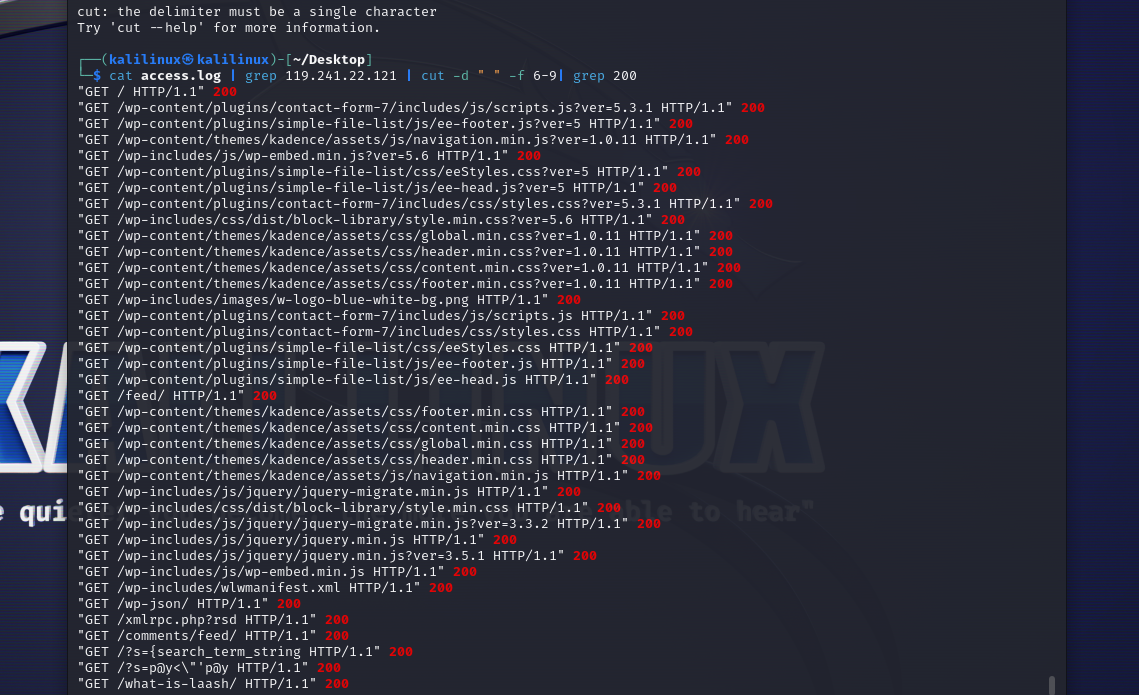 cut: the delimiter must be a single character
Try 'cut --help' for more information.
┌──(kalilinux㉿kalilinux)-[~/Desktop]
└─$ cat access.log | grep 119.241.22.121 | cut -d " " -f 6-9| grep 200
"GET / HTTP/1.1" 200
"GET /wp-content/plugins/contact-form-7/includes/js/scripts.js?ver=5.3.1 HTTP/1.1" 200
"GET /wp-content/plugins/simple-file-list/js/ee-footer.js?ver=5 HTTP/1.1" 200
"GET /wp-content/themes/kadence/assets/js/navigation.min.js?ver=1.0.11 HTTP/1.1" 200
"GET /wp-includes/js/wp-embed.min.js?ver=5.6 HTTP/1.1" 200
"GET /wp-content/plugins/simple-file-list/css/eeStyles.css?ver=5 HTTP/1.1" 200
"GET /wp-content/plugins/simple-file-list/js/ee-head.js?ver=5 HTTP/1.1" 200
"GET /wp-content/plugins/contact-form-7/includes/css/styles.css?ver=5.3.1 HTTP/1.1" 200
"GET /wp-includes/css/dist/block-library/style.min.css?ver=5.6 HTTP/1.1" 200
"GET /wp-content/themes/kadence/assets/css/global.min.css?ver=1.0.11 HTTP/1.1" 200
"GET /wp-content/themes/kadence/assets/css/header.min.css?ver=1.0.11 HTTP/1.1" 200
"GET /wp-content/themes/kadence/assets/css/content.min.css?ver=1.0.11 HTTP/1.1" 200
"GET /wp-content/themes/kadence/assets/css/footer.min.css?ver=1.0.11 HTTP/1.1" 200
"GET /wp-includes/images/w-logo-blue-white-bg.png HTTP/1.1" 200
"GET /wp-content/plugins/contact-form-7/includes/js/scripts.js HTTP/1.1" 200
"GET /wp-content/plugins/contact-form-7/includes/css/styles.css HTTP/1.1" 200
"GET /wp-content/plugins/simple-file-list/css/eeStyles.css HTTP/1.1" 200
"GET /wp-content/plugins/simple-file-list/js/ee-footer.js HTTP/1.1" 200
"GET /wp-content/plugins/simple-file-list/js/ee-head.js HTTP/1.1" 200
"GET /feed/ HTTP/1.1" 200
"GET /wp-content/themes/kadence/assets/css/footer.min.css HTTP/1.1" 200
"GET /wp-content/themes/kadence/assets/css/content.min.css HTTP/1.1" 200
"GET /wp-content/themes/kadence/assets/css/global.min.css HTTP/1.1" 200
"GET /wp-content/themes/kadence/assets/css/header.min.css HTTP/1.1" 200
"GET /wp-content/themes/kadence/assets/js/navigation.min.js HTTP/1.1" 200
"GET /wp-includes/js/jquery/jquery-migrate.min.js HTTP/1.1" 200
"GET /wp-includes/css/dist/block-library/style.min.css HTTP/1.1" 200
"GET /wp-includes/js/jquery/jquery-migrate.min.js?ver=3.3.2 HTTP/1.1" 200
"GET /wp-includes/js/jquery/jquery.min.js HTTP/1.1" 200
"GET /wp-includes/js/jquery/jquery.min.js?ver=3.5.1 HTTP/1.1" 200
"GET /wp-includes/js/wp-embed.min.js HTTP/1.1" 200
"GET /wp-includes/wlwmanifest.xml HTTP/1.1" 200
"GET /wp-json/ HTTP/1.1" 200
"GET /xmlrpc.php?rsd HTTP/1.1" 200
"GET /comments/feed/ HTTP/1.1" 200
"GET /?s={search_term_string HTTP/1.1" 200
"GET /?s=p@y<\"'p@y HTTP/1.1" 200
"GET /what-is-laash/ HTTP/1.1" 200